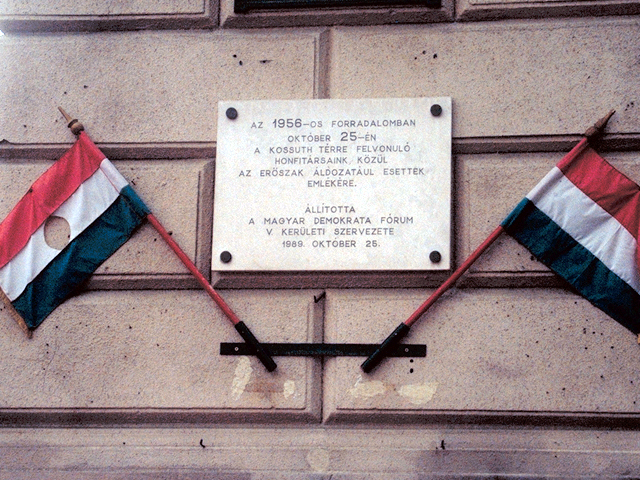 AZ 1956-OS FORRADALOMBAN
OKTÓBER 25-ÉN
A KOSSUTH TÉRRE FELVONULÓ
HONFITÁRSAINK KÖZÜL
AZ ERŐSZAK ÁLDOZATÁUL ESETTEK
EMLÉKÉRE.
ÁLLÍTOTTA
A MAGYAR DEMOKRATA FÓRUM
V. KERÜLETI SZERVEZETE
1989. OKTÓBER 25.